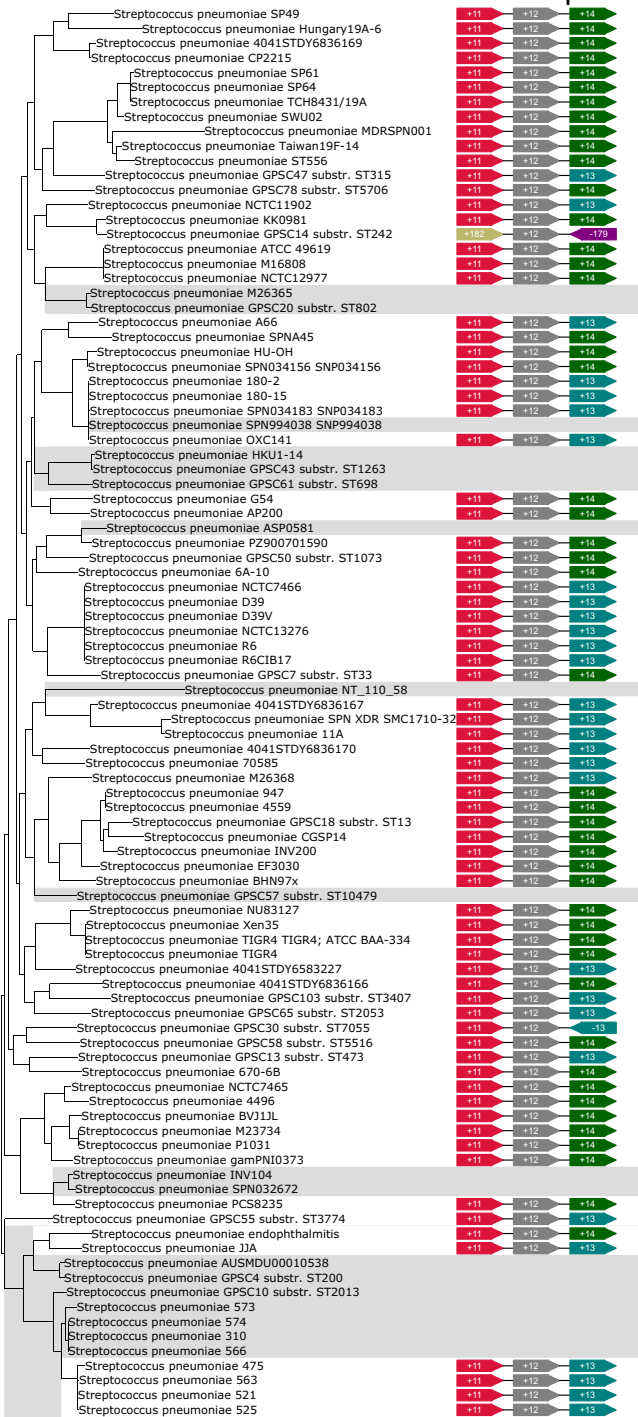 Streptococcus pneumoniae SP49 +11 +12 +14
Streptococcus pneumoniae Hungary19A-6 +11 +12 +14
Streptococcus pneumoniae 4041STDY6836169 +11 +12 +14
Streptococcus pneumoniae CP2215 +11 +12 +14
Streptococcus pneumoniae SP61 +11 +12 +14
Streptococcus pneumoniae SP64 +11 +12 +14
Streptococcus pneumoniae TCH8431/19A +11 +12 +14
Streptococcus pneumoniae SWU02 +11 +12 +14
Streptococcus pneumoniae MDRSPN001 +11 +12 +14
Streptococcus pneumoniae Taiwan19F-14 +11 +12 +14
Streptococcus pneumoniae ST556 +11 +12 +14
Streptococcus pneumoniae GPSC47 substr. ST315 +11 +12 +13
Streptococcus pneumoniae GPSC78 substr. ST5706 +11 +12 +14
Streptococcus pneumoniae NCTC11902 +11 +12 +13
Streptococcus pneumoniae KK0981 +11 +12 +14
Streptococcus pneumoniae GPSC14 substr. ST242 +182 +12 -179
Streptococcus pneumoniae ATCC 49619 +11 +12 +14
Streptococcus pneumoniae M16808 +11 +12 +14
Streptococcus pneumoniae NCTC12977 +11 +12 +14
Streptococcus pneumoniae M26365
Streptococcus pneumoniae GPSC20 substr. ST802
Streptococcus pneumoniae A66 +11 +12 +13
Streptococcus pneumoniae SPNA45 +11 +12 +14
Streptococcus pneumoniae HU-OH +11 +12 +14
Streptococcus pneumoniae SPN034156 SNP034156 +11 +12 +14
Streptococcus pneumoniae 180-2 +11 +12 +13
Streptococcus pneumoniae 180-15 +11 +12 +13
Streptococcus pneumoniae SPN034183 SNP034183 +11 +12 +13
Streptococcus pneumoniae SPN994038 SNP994038
Streptococcus pneumoniae OXC141 +11 +12 +13
Streptococcus pneumoniae HKU1-14
Streptococcus pneumoniae GPSC43 substr. ST1263
Streptococcus pneumoniae GPSC61 substr. ST698
Streptococcus pneumoniae G54 +11 +12 +14
Streptococcus pneumoniae AP200 +11 +12 +14
Streptococcus pneumoniae ASP0581
Streptococcus pneumoniae PZ900701590 +11 +12 +14
Streptococcus pneumoniae GPSC50 substr. ST1073 +11 +12 +14
Streptococcus pneumoniae 6A-10 +11 +12 +14
Streptococcus pneumoniae NCTC7466 +11 +12 +13
Streptococcus pneumoniae D39 +11 +12 +13
Streptococcus pneumoniae D39V +11 +12 +13
Streptococcus pneumoniae NCTC13276 +11 +12 +13
Streptococcus pneumoniae R6 +11 +12 +13
Streptococcus pneumoniae R6CIB17 +11 +12 +13
Streptococcus pneumoniae GPSC7 substr. ST33 +11 +12 +14
Streptococcus pneumoniae NT_110_58
Streptococcus pneumoniae 4041STDY6836167 +11 +12 +13
Streptococcus pneumoniae SPN XDR SMC1710-32 +11 +12 +13
Streptococcus pneumoniae 11A +11 +12 +13
Streptococcus pneumoniae 4041STDY6836170 +11 +12 +13
Streptococcus pneumoniae 70585 +11 +12 +13
Streptococcus pneumoniae M26368 +11 +12 +13
Streptococcus pneumoniae 947 +11 +12 +14
Streptococcus pneumoniae 4559 +11 +12 +14
Streptococcus pneumoniae GPSC18 substr. ST13 +11 +12 +14
Streptococcus pneumoniae CGSP14 +11 +12 +14
Streptococcus pneumoniae INV200 +11 +12 +14
Streptococcus pneumoniae EF3030 +11 +12 +14
Streptococcus pneumoniae BHN97x +11 +12 +14
Streptococcus pneumoniae GPSC57 substr. ST10479
Streptococcus pneumoniae NU83127 +11 +12 +14
Streptococcus pneumoniae Xen35 +11 +12 +14
Streptococcus pneumoniae TIGR4 TIGR4; ATCC BAA-334 +11 +12 +14
Streptococcus pneumoniae TIGR4 +11 +12 +14
Streptococcus pneumoniae 4041STDY6583227 +11 +12 +13
Streptococcus pneumoniae 4041STDY6836166 +11 +12 +14
Streptococcus pneumoniae GPSC103 substr. ST3407 +11 +12 +13
Streptococcus pneumoniae GPSC65 substr. ST2053 +11 +12 +13
Streptococcus pneumoniae GPSC30 substr. ST7055 +11 +12 -13
Streptococcus pneumoniae GPSC58 substr. ST5516 +11 +12 +14
Streptococcus pneumoniae GPSC13 substr. ST473 +11 +12 +13
Streptococcus pneumoniae 670-6B +11 +12 +14
Streptococcus pneumoniae NCTC7465 +11 +12 +14
Streptococcus pneumoniae 4496 +11 +12 +14
Streptococcus pneumoniae BVJ1JL +11 +12 +14
Streptococcus pneumoniae M23734 +11 +12 +14
Streptococcus pneumoniae P1031 +11 +12 +14
Streptococcus pneumoniae gamPNI0373 +11 +12 +14
Streptococcus pneumoniae INV104
Streptococcus pneumoniae SPN032672
Streptococcus pneumoniae PCS8235 +11 +12 +14
Streptococcus pneumoniae GPSC55 substr. ST3774 +11 +12 +13
Streptococcus pneumoniae endophthalmitis +11 +12 +14
Streptococcus pneumoniae JJA +11 +12 +13
Streptococcus pneumoniae AUSMDU00010538
Streptococcus pneumoniae GPSC4 substr. ST200
Streptococcus pneumoniae GPSC10 substr. ST2013
Streptococcus pneumoniae 573
Streptococcus pneumoniae 574
Streptococcus pneumoniae 310
Streptococcus pneumoniae 566
Streptococcus pneumoniae 475 +11 +12 +13
Streptococcus pneumoniae 563 +11 +12 +13
Streptococcus pneumoniae 521 +11 +12 +13
Streptococcus pneumoniae 525 +11 +12 +13